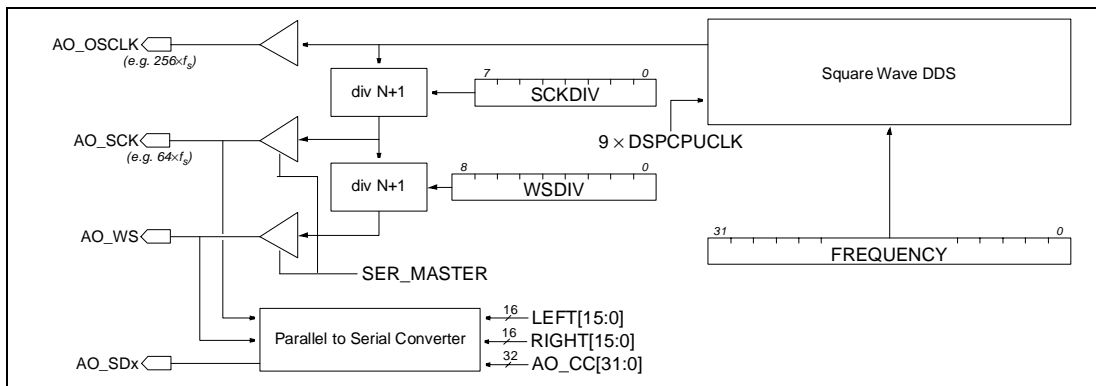 AO_OSCLK
(e.g. 256×fs)
Square Wave DDS
7 0
div N+1
SCKDIV
9 × DSPCPUCLK
AO_SCK
(e.g. 64×fs)
8 0
div N+1
WSDIV
AO_WS
31 0
FREQUENCY
SER_MASTER
16 LEFT[15:0]
Parallel to Serial Converter
16 RIGHT[15:0]
AO_SDx
32 AO_CC[31:0]